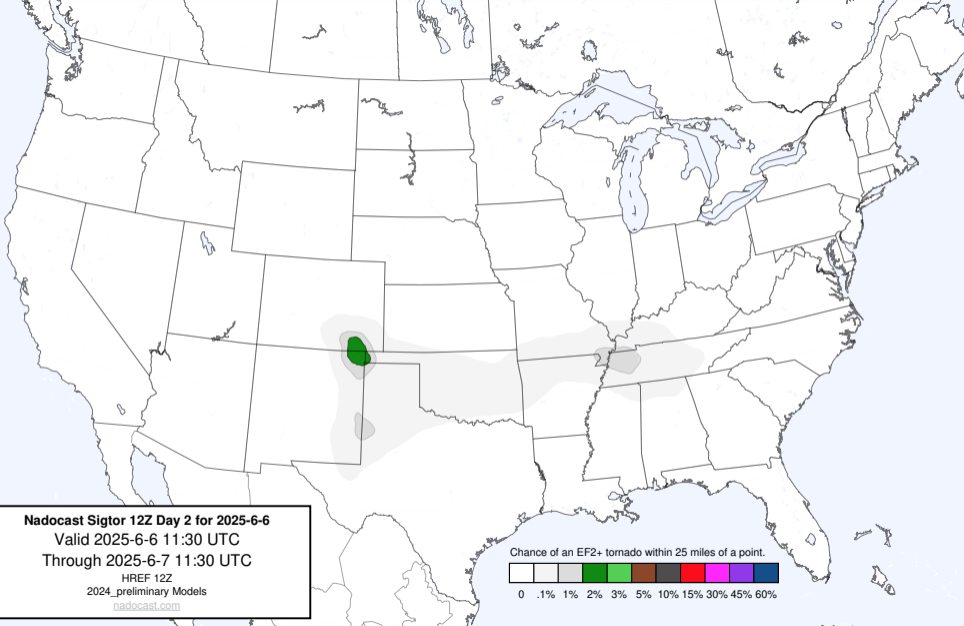 Nadocast Sigtor 12Z Day 2 for 2025-6-6
Valid 2025-6-6 11:30 UTC
Through 2025-6-7 11:30 UTC
HREF 12Z
2024_preliminary Models
nadocast.com
Chance of an EF2+ tornado within 25 miles of a point.
0 .1% 1% 2% 3% 5% 10% 15% 30% 45% 60%